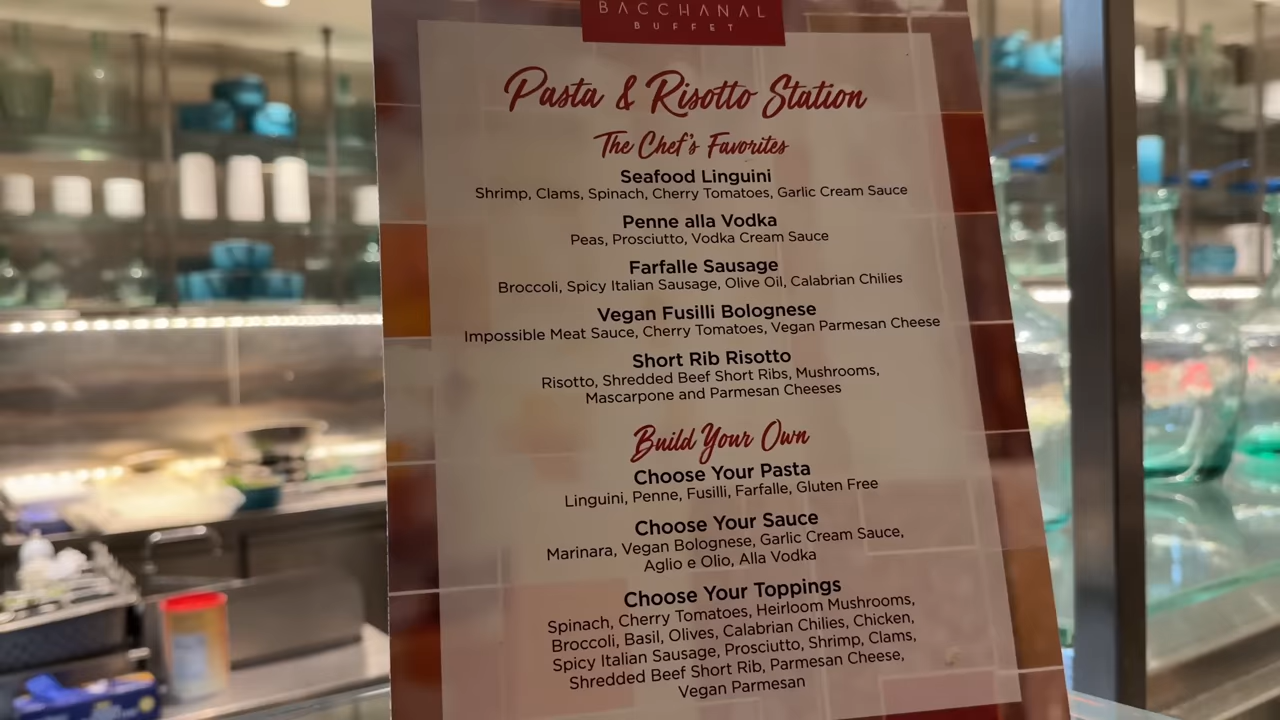 BACCHANAL
BUFFET
Pasta & Risotto Station
The Chef's Favorites
Seafood Linguini
Shrimp, Clams, Spinach, Cherry Tomatoes, Garlic Cream Sauce
Penne alla Vodka
Peas, Prosciutto, Vodka Cream Sauce
Farfalle Sausage
Broccoli, Spicy Italian Sausage, Olive Oil, Calabrian Chilies
Vegan Fusilli Bolognese
Impossible Meat Sauce, Cherry Tomatoes, Vegan Parmesan Cheese
Short Rib Risotto
Risotto, Shredded Beef Short Ribs, Mushrooms,
Mascarpone and Parmesan Cheeses
Build Your Own
Choose Your Pasta
Linguini, Penne, Fusilli, Farfalle, Gluten Free
Choose Your Sauce
Marinara, Vegan Bolognese, Garlic Cream Sauce,
Aglio e Olio, Alla Vodka
Choose Your Toppings
Spinach, Cherry Tomatoes, Heirloom Mushrooms,
Broccoli, Basil, Olives, Calabrian Chilies, Chicken,
Spicy Italian Sausage, Prosciutto, Shrimp, Clams,
Shredded Beef Short Rib, Parmesan Cheese,
Vegan Parmesan